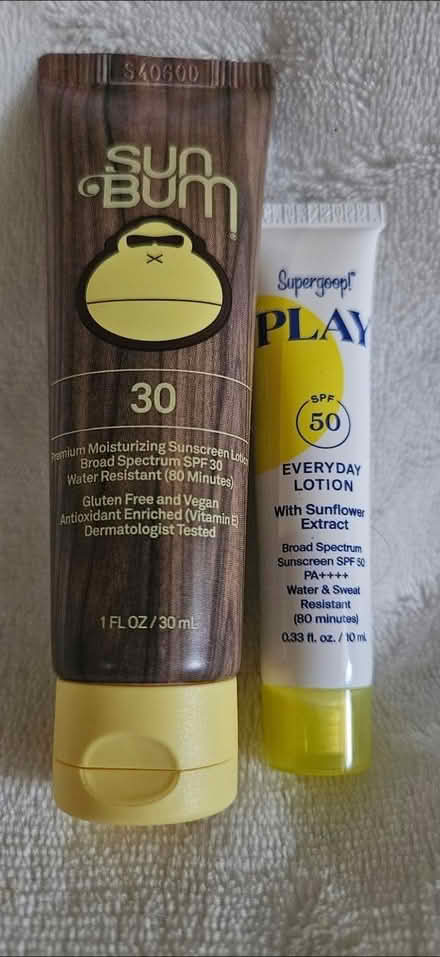 S40600
SUN
BUM
30
Premium Moisturizing Sunscreen Lotion
Broad Spectrum SPF 30
Water Resistant (80 Minutes)
Gluten Free and Vegan
Antioxidant Enriched (Vitamin E)
Dermatologist Tested
1 FL OZ / 30 mL
Supergoop!
PLAY
SPF
50
EVERYDAY
LOTION
With Sunflower
Extract
Broad Spectrum
Sunscreen SPF 50
PA++++
Water & Sweat
Resistant
(80 minutes)
0.33 fl. oz. / 10 mL